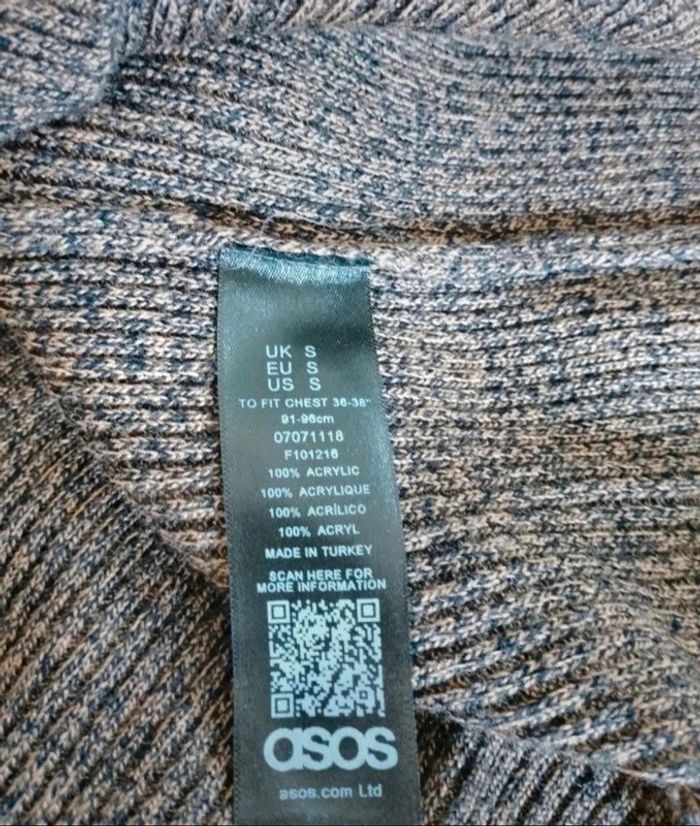 UK S
EU S
US S
TO FIT CHEST 36-38"
91-96cm
07071118
F101216
100% ACRYLIC
100% ACRYLIQUE
100% ACRÍLICO
100% ACRYL
MADE IN TURKEY
SCAN HERE FOR
MORE INFORMATION
asos
asos.com Ltd